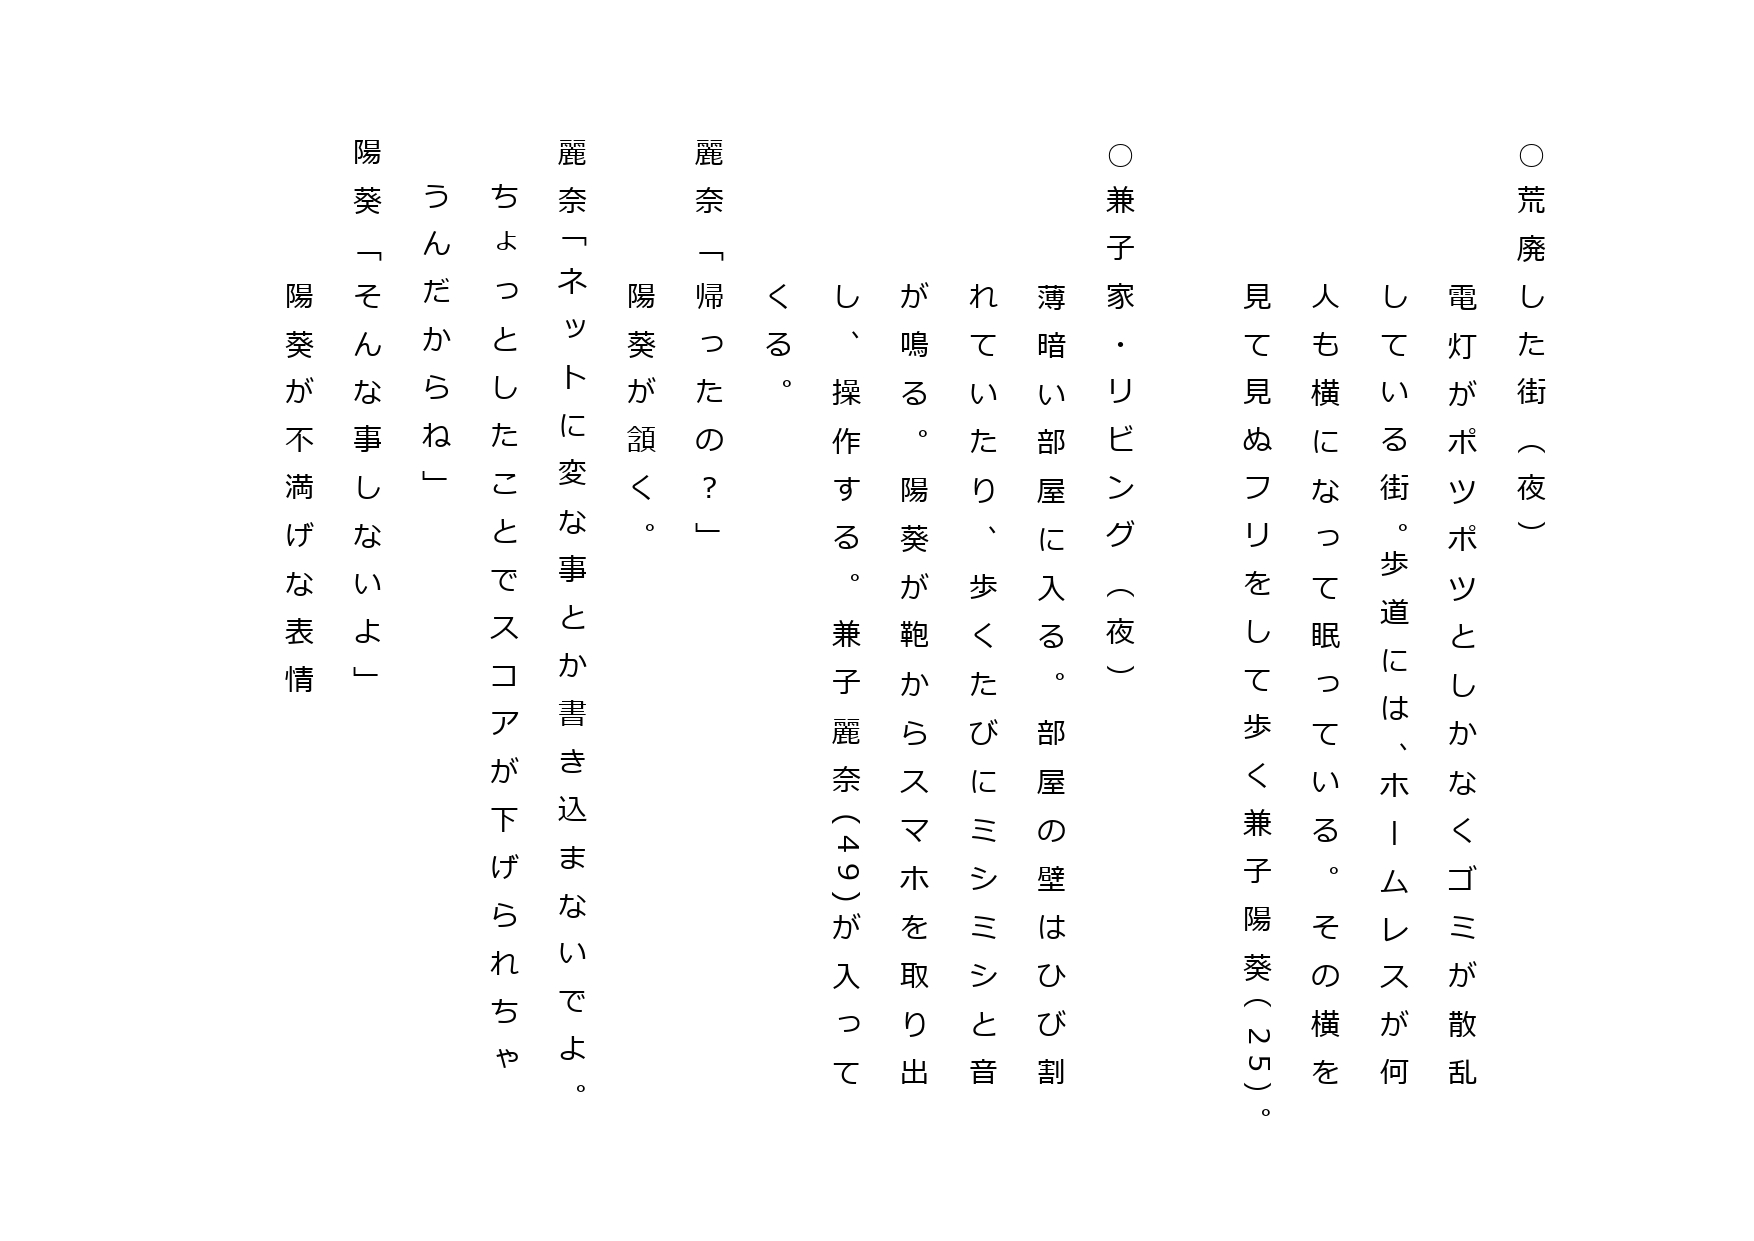 ○荒廃した街（夜）
電灯がポツポツとしかなくゴミが散乱
している街。歩道には、ホームレスが何
人も横になって眠っている。その横を
見て見ぬフリをして歩く兼子陽葵(25)。
○兼子家・リビング（夜）
薄暗い部屋に入る。部屋の壁はひび割
れていたり、歩くたびにミシミシと音
が鳴る。陽葵が鞄からスマホを取り出
し、操作する。兼子麗奈(49)が入って
くる。
麗奈「帰ったの？」
陽葵が頷く。
麗奈「ネットに変な事とか書き込まないでよ。
ちょっとしたことでスコアが下げられちゃ
うんだからね」
陽葵「そんな事しないよ」
陽葵が不満げな表情